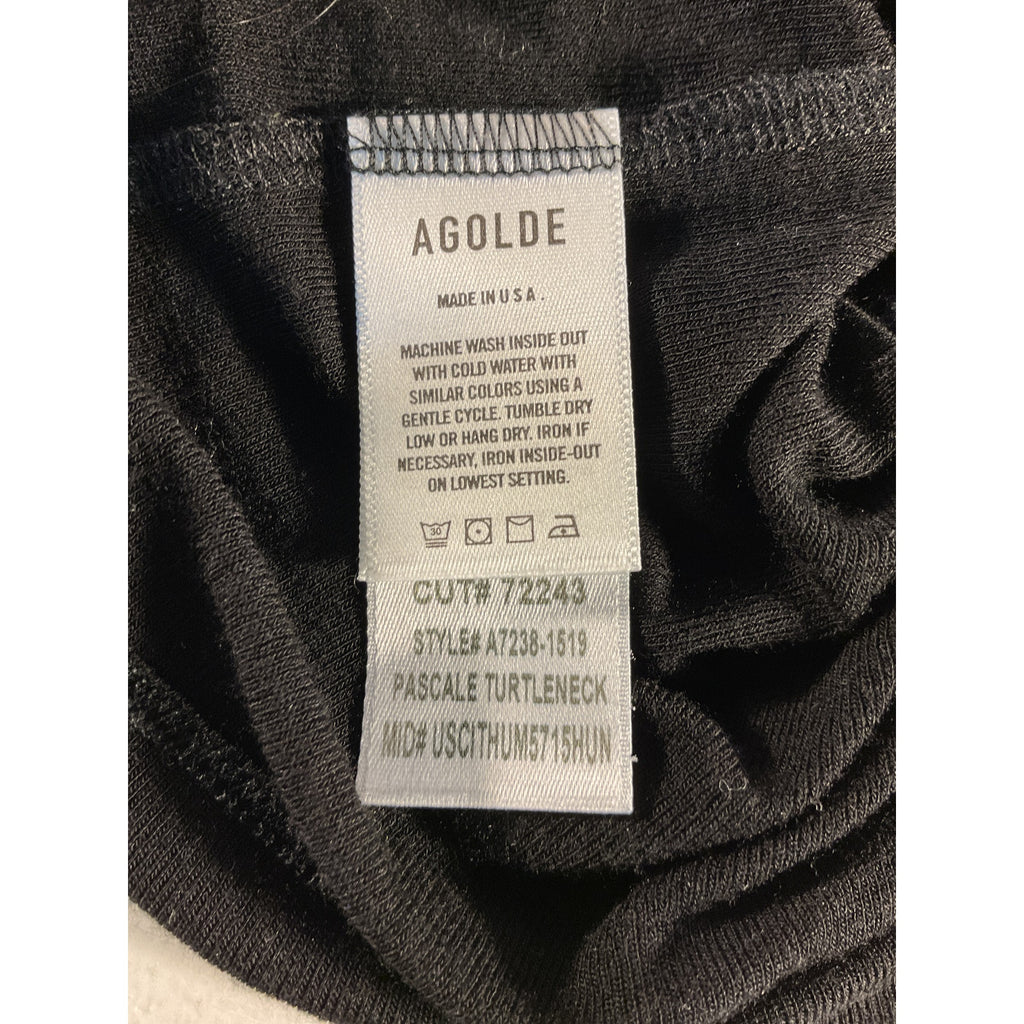 AGOLDE
MADE IN U S A .
MACHINE WASH INSIDE OUT
WITH COLD WATER WITH
SIMILAR COLORS USING A
GENTLE CYCLE. TUMBLE DRY
LOW OR HANG DRY. IRON IF
NECESSARY, IRON INSIDE-OUT
ON LOWEST SETTING.
30
CUT# 72243
STYLE# A7238-1519
PASCALE TURTLENECK
MID# USCITHUM5715HUN